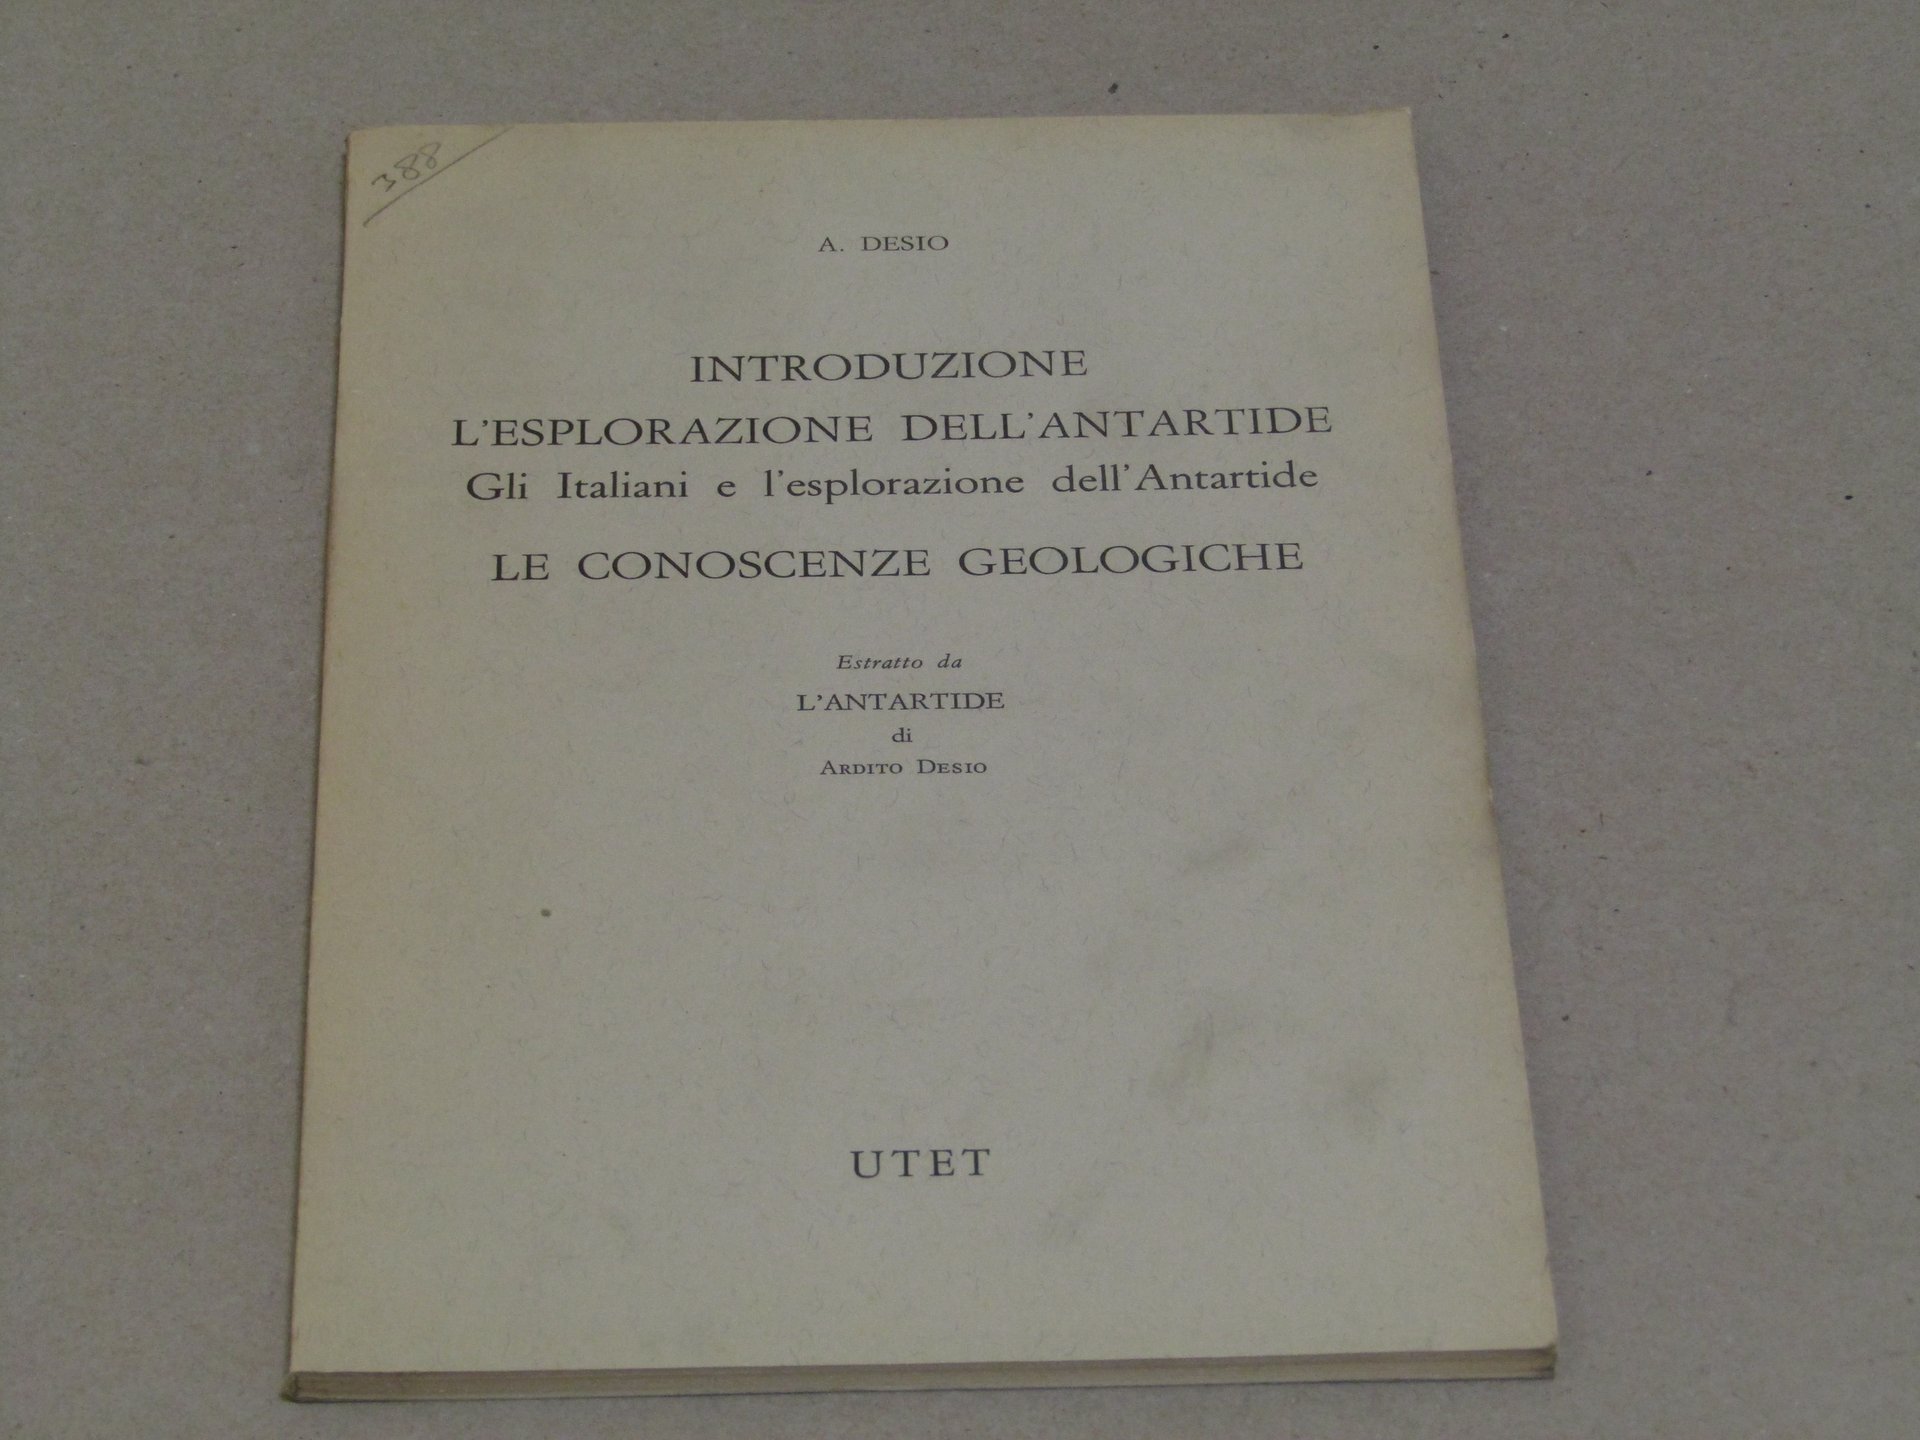 388
A. DESIO
INTRODUZIONE
L'ESPLORAZIONE DELL'ANTARTIDE
Gli Italiani e l'esplorazione dell'Antartide
LE CONOSCENZE GEOLOGICHE
Estratto da
L'ANTARTIDE
di
ARDITO DESIO
UTET